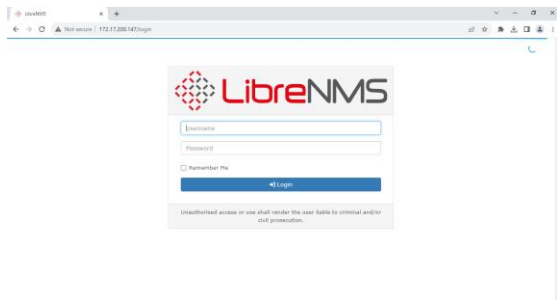 LibreNMS
Not secure | 172.17.200.147/login
LibreNMS
Username
Password
Remember Me
Login
Unauthorised access or use shall render the user liable to criminal and/or
civil prosecution.